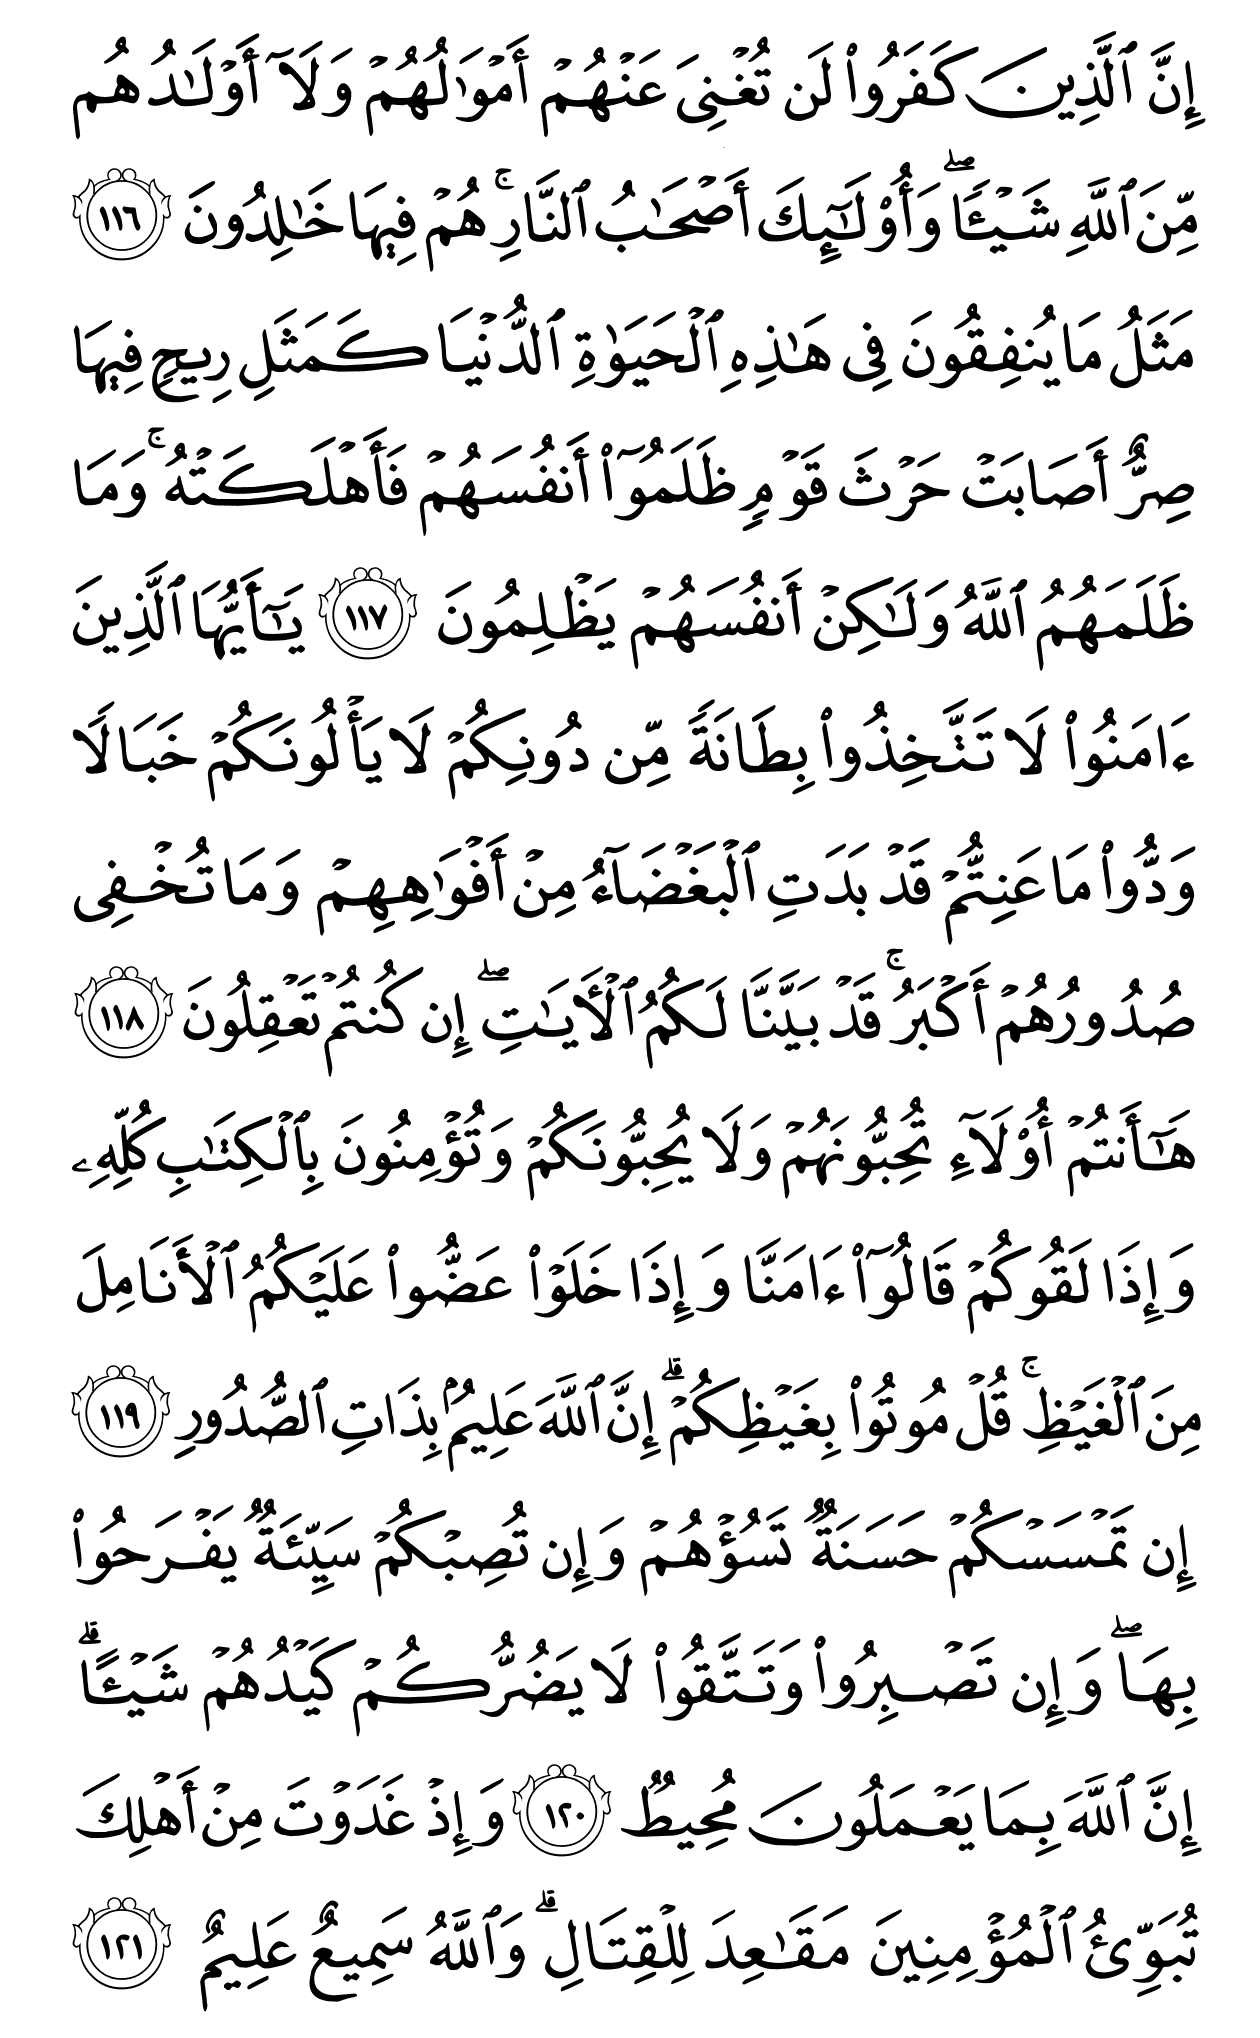 إِنَّ ٱلَّذِينَ كَفَرُوا۟ لَن تُغْنِىَ عَنْهُمْ أَمْوَٰلُهُمْ وَلَآ أَوْلَـٰدُهُم
مِّنَ ٱللَّهِ شَيْـًٔا ۖ وَأُو۟لَـٰٓئِكَ أَصْحَـٰبُ ٱلنَّارِ ۚ هُمْ فِيهَا خَـٰلِدُونَ ١١٦
مَثَلُ مَا يُنفِقُونَ فِى هَـٰذِهِ ٱلْحَيَوٰةِ ٱلدُّنْيَا كَمَثَلِ رِيحٍ فِيهَا
صِرٌّ أَصَابَتْ حَرْثَ قَوْمٍ ظَلَمُوٓا۟ أَنفُسَهُمْ فَأَهْلَكَتْهُ ۚ وَمَا
ظَلَمَهُمُ ٱللَّهُ وَلَـٰكِنْ أَنفُسَهُمْ يَظْلِمُونَ ١١٧ يَـٰٓأَيُّهَا ٱلَّذِينَ
ءَامَنُوا۟ لَا تَتَّخِذُوا۟ بِطَانَةً مِّن دُونِكُمْ لَا يَأْلُونَكُمْ خَبَالًا
وَدُّوا۟ مَا عَنِتُّمْ قَدْ بَدَتِ ٱلْبَغْضَآءُ مِنْ أَفْوَٰهِهِمْ وَمَا تُخْفِى
صُدُورُهُمْ أَكْبَرُ ۚ قَدْ بَيَّنَّا لَكُمُ ٱلْـَٔايَـٰتِ ۖ إِن كُنتُمْ تَعْقِلُونَ ١١٨
هَـٰٓأَنتُمْ أُو۟لَآءِ تُحِبُّونَهُمْ وَلَا يُحِبُّونَكُمْ وَتُؤْمِنُونَ بِٱلْكِتَـٰبِ كُلِّهِۦ
وَإِذَا لَقُوكُمْ قَالُوٓا۟ ءَامَنَّا وَإِذَا خَلَوْا۟ عَضُّوا۟ عَلَيْكُمُ ٱلْأَنَامِلَ
مِنَ ٱلْغَيْظِ ۚ قُلْ مُوتُوا۟ بِغَيْظِكُمْ ۗ إِنَّ ٱللَّهَ عَلِيمٌۢ بِذَاتِ ٱلصُّدُورِ ١١٩
إِن تَمْسَسْكُمْ حَسَنَةٌ تَسُؤْهُمْ وَإِن تُصِبْكُمْ سَيِّئَةٌ يَفْرَحُوا۟
بِهَا ۖ وَإِن تَصْبِرُوا۟ وَتَتَّقُوا۟ لَا يَضُرُّكُمْ كَيْدُهُمْ شَيْـًٔا ۗ
إِنَّ ٱللَّهَ بِمَا يَعْمَلُونَ مُحِيطٌ ١٢٠ وَإِذْ غَدَوْتَ مِنْ أَهْلِكَ
تُبَوِّئُ ٱلْمُؤْمِنِينَ مَقَـٰعِدَ لِلْقِتَالِ ۗ وَٱللَّهُ سَمِيعٌ عَلِيمٌ ١٢١